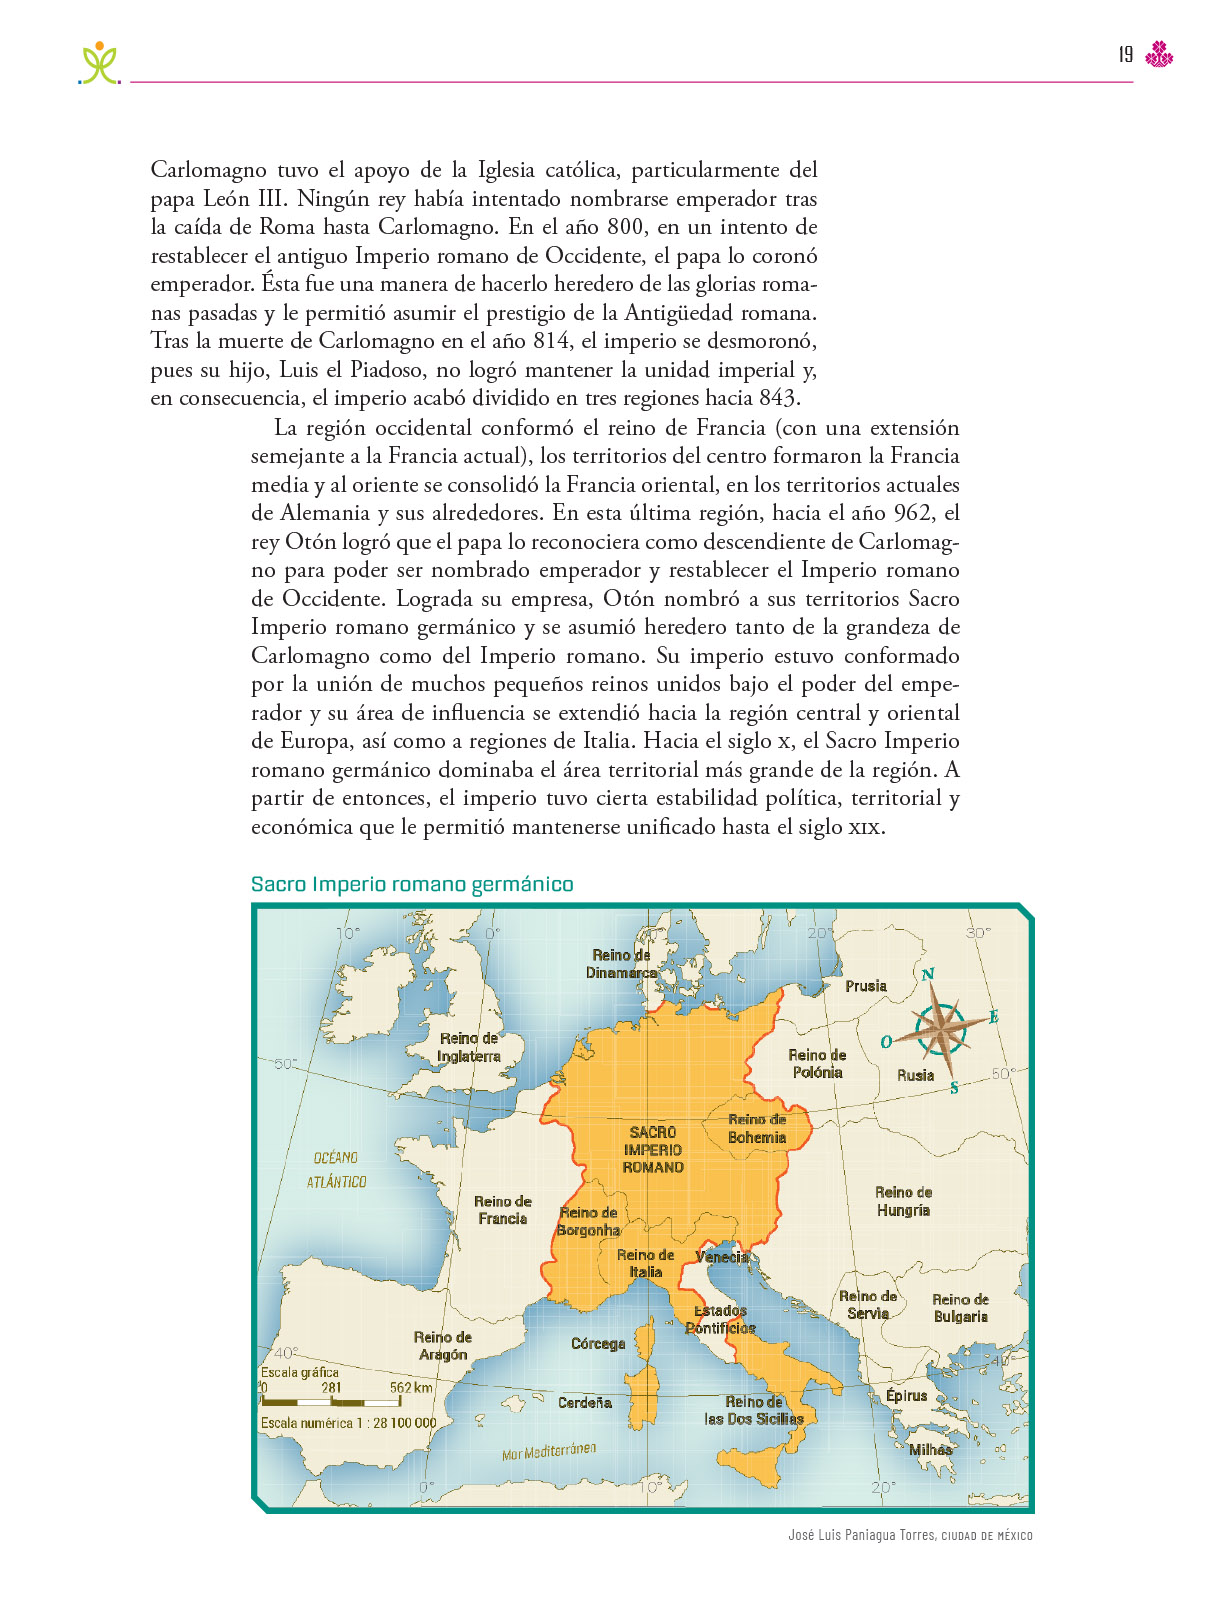 19
Carlomagno tuvo el apoyo de la Iglesia católica, particularmente del
papa León III. Ningún rey había intentado nombrarse emperador tras
la caída de Roma hasta Carlomagno. En el año 800, en un intento de
restablecer el antiguo Imperio romano de Occidente, el papa lo coronó
emperador. Ésta fue una manera de hacerlo heredero de las glorias roma-
nas pasadas y le permitió asumir el prestigio de la Antigüedad romana.
Tras la muerte de Carlomagno en el año 814, el imperio se desmoronó,
pues su hijo, Luis el Piadoso, no logró mantener la unidad imperial y,
en consecuencia, el imperio acabó dividido en tres regiones hacia 843.
La región occidental conformó el reino de Francia (con una extensión
semejante a la Francia actual), los territorios del centro formaron la Francia
media y al oriente se consolidó la Francia oriental, en los territorios actuales
de Alemania y sus alrededores. En esta última región, hacia el año 962, el
rey Otón logró que el papa lo reconociera como descendiente de Carlomag-
no para poder ser nombrado emperador y restablecer el Imperio romano
de Occidente. Lograda su empresa, Otón nombró a sus territorios Sacro
Imperio romano germánico y se asumió heredero tanto de la grandeza de
Carlomagno como del Imperio romano. Su imperio estuvo conformado
por la unión de muchos pequeños reinos unidos bajo el poder del empe-
rador y su área de influencia se extendió hacia la región central y oriental
de Europa, así como a regiones de Italia. Hacia el siglo X, el Sacro Imperio
romano germánico dominaba el área territorial más grande de la región. A
partir de entonces, el imperio tuvo cierta estabilidad política, territorial y
económica que le permitió mantenerse unificado hasta el siglo XIX.
Sacro Imperio romano germánico
10°
0°
20°
30°
Reino de
Dinamarca
Prusia
N
E
O
S
Reino de
Inglaterra
50°
Reino de
Polónia
Rusia
50°
SACRO
IMPERIO
ROMANO
Reino de
Bohemia
OCÉANO
ATLÁNTICO
Reino de
Francia
Reino de
Borgonha
Reino de
Hungría
Reino de
Italia
Venecia
Reino de
Servia
Reino de
Bulgaria
Estados
Pontificios
Reino de
Aragón
Córcega
40°
40°
Escala gráfica
0 281 562 km
Escala numérica 1 : 28 100 000
Cerdeña
Reino de
las Dos Sicilias
Épirus
Milhás
Mar Mediterráneo
0°
10°
20°
José Luis Paniagua Torres, CIUDAD DE MÉXICO